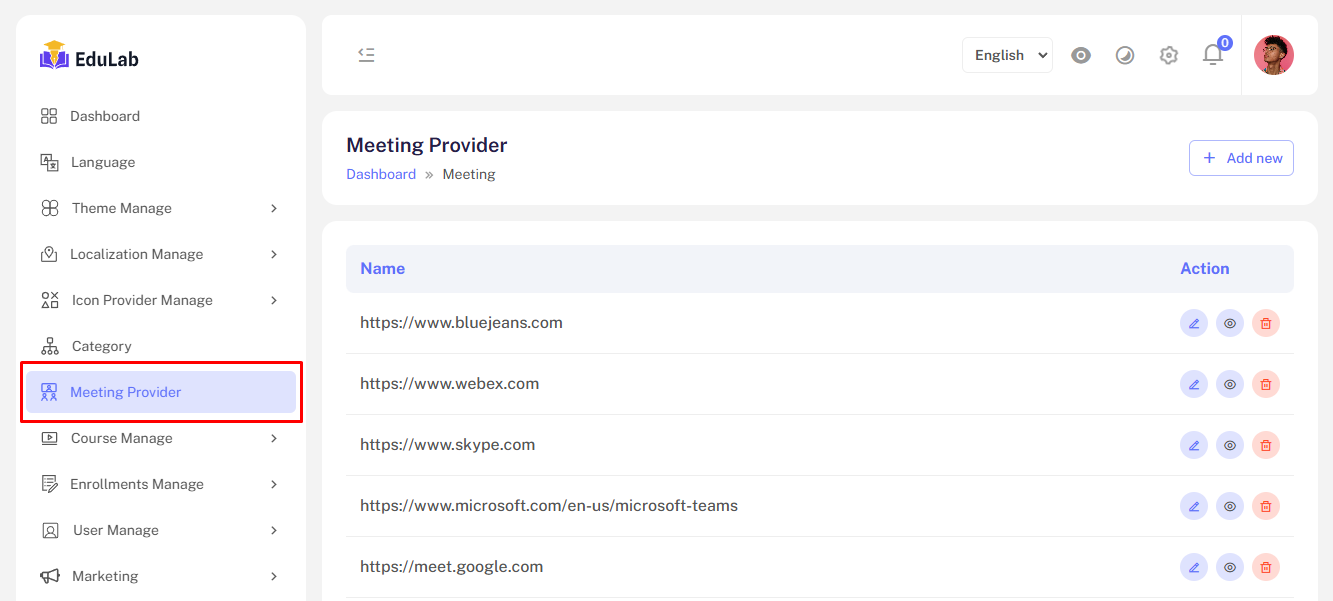 EduLab
Dashboard
Language
Theme Manage
Localization Manage
Icon Provider Manage
Category
Meeting Provider
Course Manage
Enrollments Manage
User Manage
Marketing
English
0
Meeting Provider
Dashboard » Meeting
+ Add new
Name Action
https://www.bluejeans.com
https://www.webex.com
https://www.skype.com
https://www.microsoft.com/en-us/microsoft-teams
https://meet.google.com